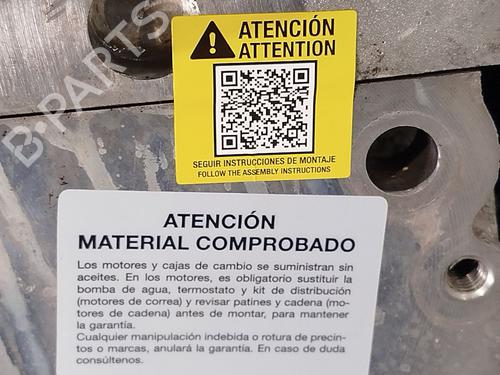 ATENCIÓN
ATTENTION
SEGUIR INSTRUCCIONES DE MONTAJE
FOLLOW THE ASSEMBLY INSTRUCTIONS
B-PARTS
ATENCIÓN
MATERIAL COMPROBADO
Los motores y cajas de cambio se suministran sin
aceites. En los motores, es obligatorio sustituir la
bomba de agua, termostato y kit de distribución
(motores de correa) y revisar patines y cadena (mo-
tores de cadena) antes de montar, para mantener
la garantía.
Cualquier manipulación indebida o rotura de precin-
tos o marcas, anulará la garantía. En caso de duda
consúltenos.